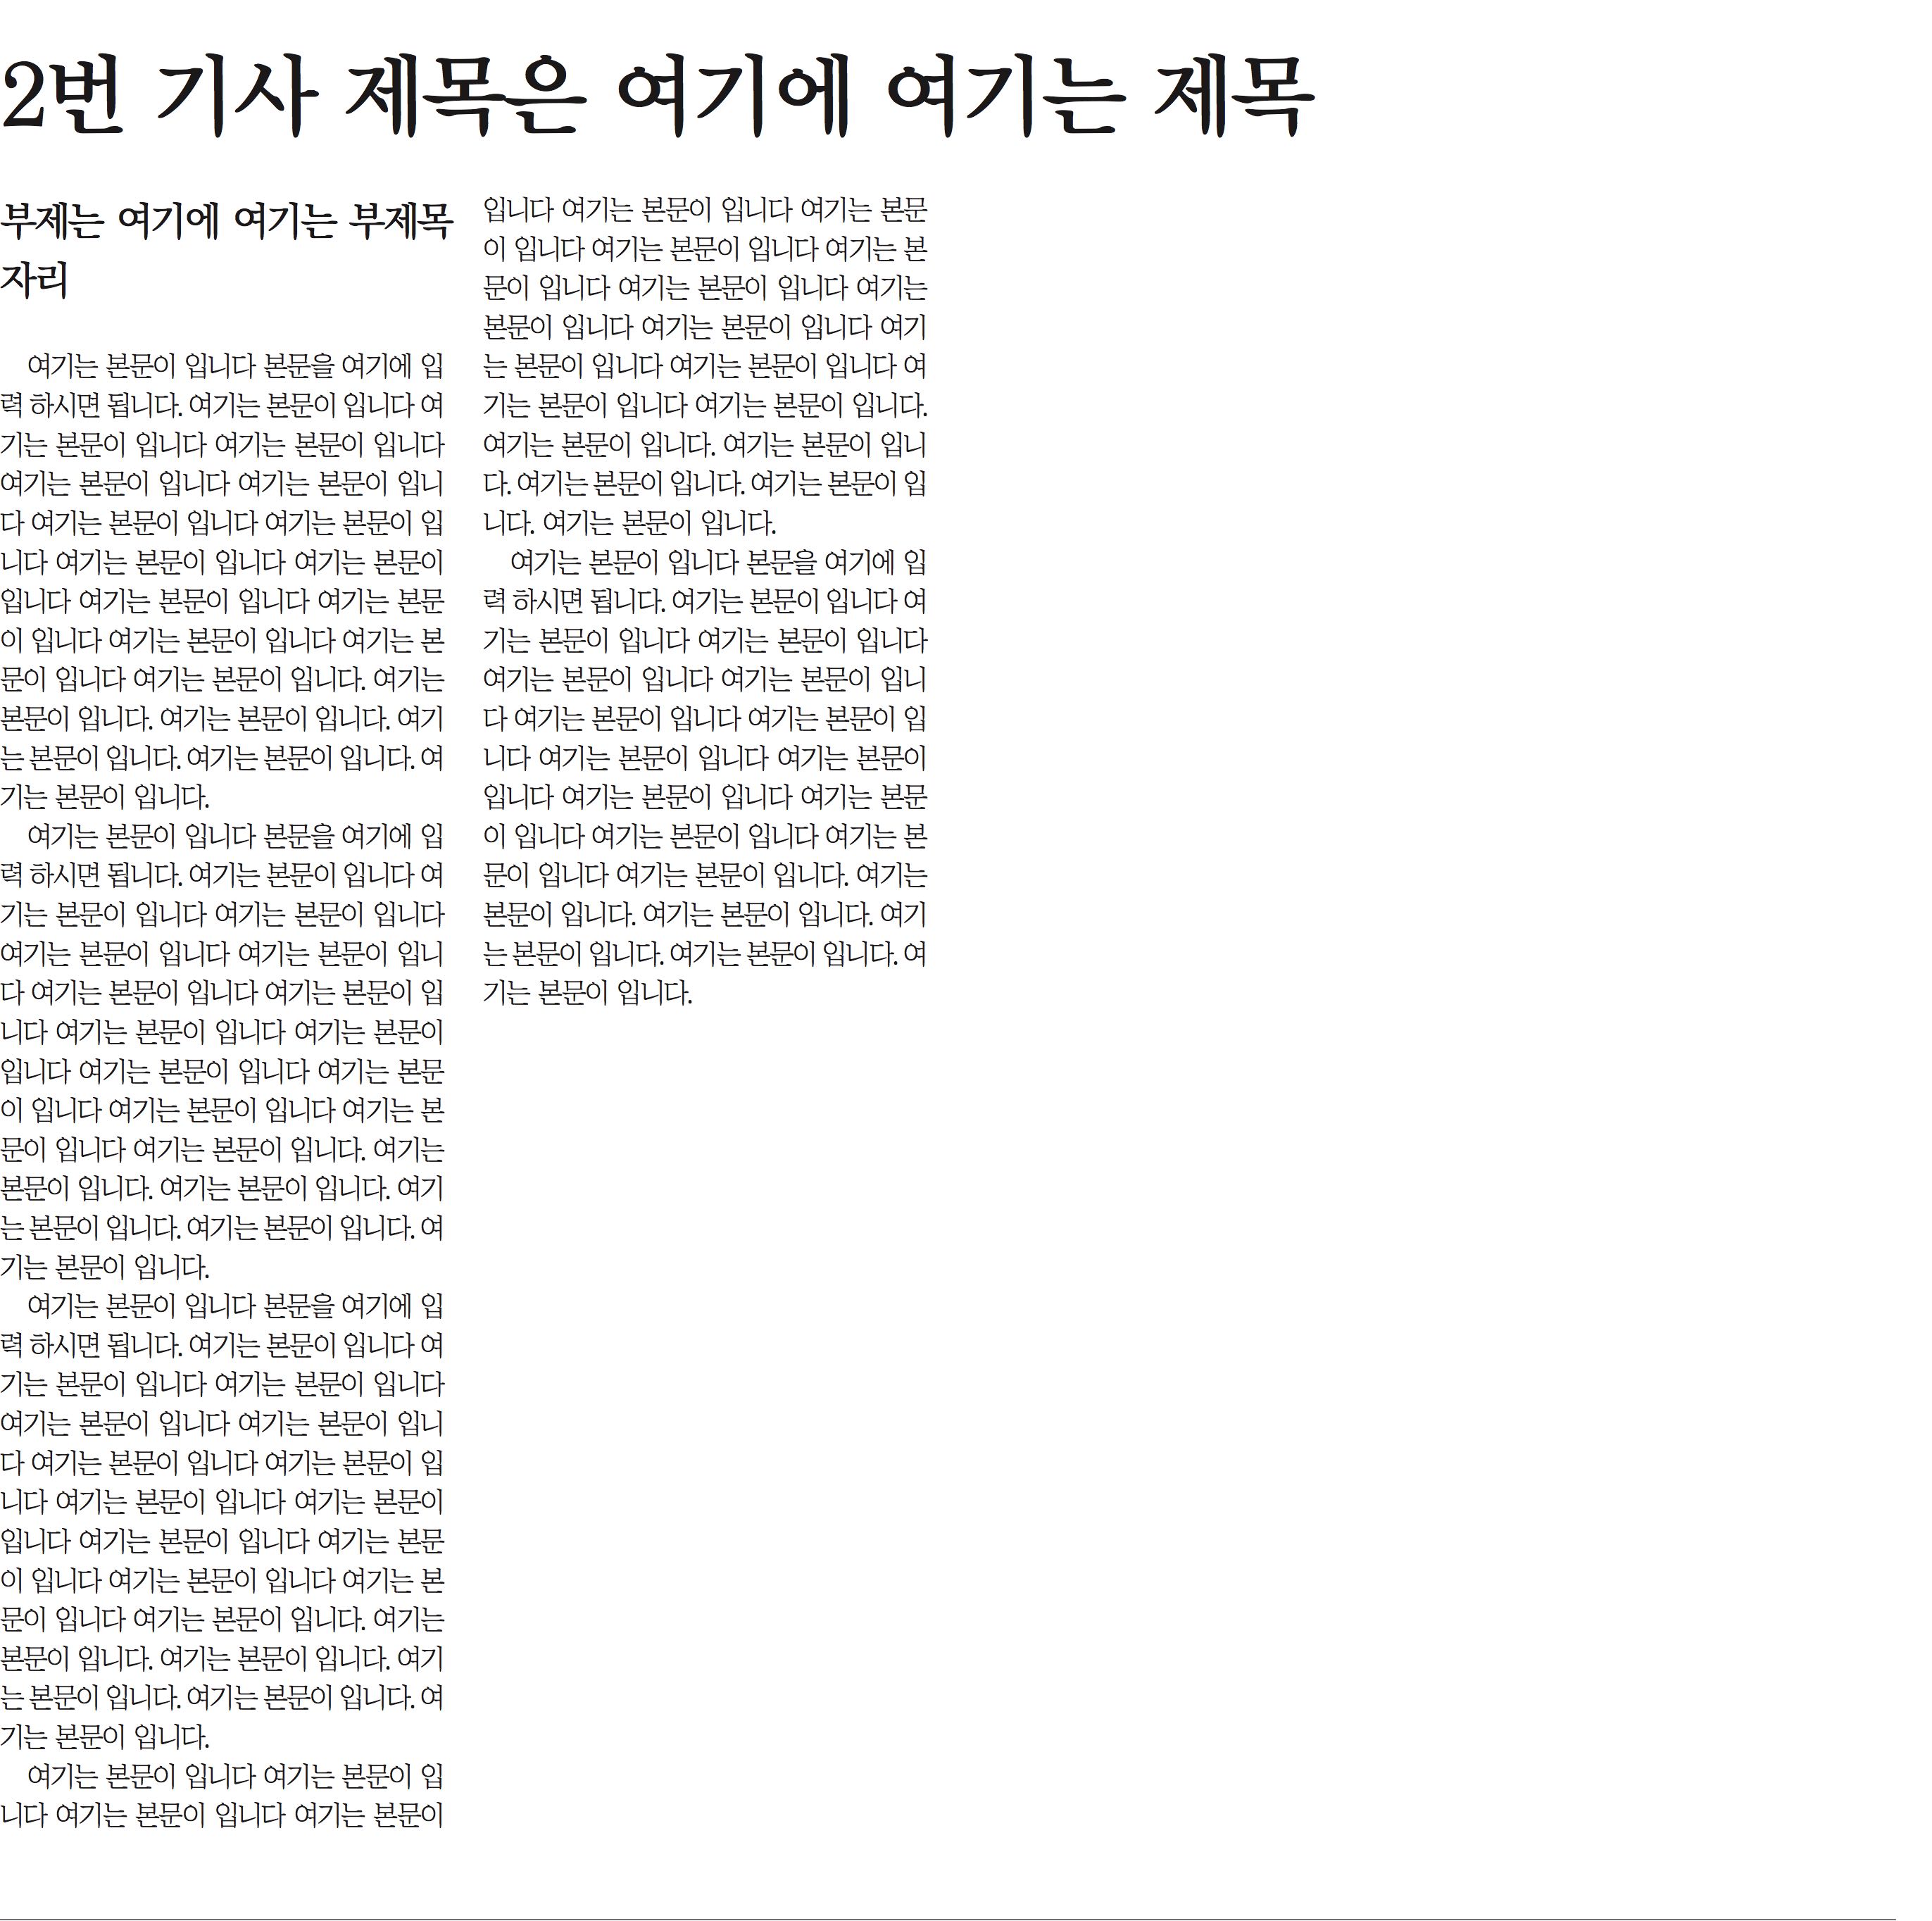 2번 기사 제목은 여기에 여기는 제목
부제는 여기에 여기는 부제목
자리
여기는 본문이 입니다 본문을 여기에 입
력 하시면 됩니다. 여기는 본문이 입니다 여
기는 본문이 입니다 여기는 본문이 입니다
여기는 본문이 입니다 여기는 본문이 입니
다 여기는 본문이 입니다 여기는 본문이 입
니다 여기는 본문이 입니다 여기는 본문이
입니다 여기는 본문이 입니다 여기는 본문
이 입니다 여기는 본문이 입니다 여기는 본
문이 입니다 여기는 본문이 입니다. 여기는
본문이 입니다. 여기는 본문이 입니다. 여기
는 본문이 입니다. 여기는 본문이 입니다. 여
기는 본문이 입니다.
여기는 본문이 입니다 본문을 여기에 입
력 하시면 됩니다. 여기는 본문이 입니다 여
기는 본문이 입니다 여기는 본문이 입니다
여기는 본문이 입니다 여기는 본문이 입니
다 여기는 본문이 입니다 여기는 본문이 입
니다 여기는 본문이 입니다 여기는 본문이
입니다 여기는 본문이 입니다 여기는 본문
이 입니다 여기는 본문이 입니다 여기는 본
문이 입니다 여기는 본문이 입니다. 여기는
본문이 입니다. 여기는 본문이 입니다. 여기
는 본문이 입니다. 여기는 본문이 입니다. 여
기는 본문이 입니다.
여기는 본문이 입니다 본문을 여기에 입
력 하시면 됩니다. 여기는 본문이 입니다 여
기는 본문이 입니다 여기는 본문이 입니다
여기는 본문이 입니다 여기는 본문이 입니
다 여기는 본문이 입니다 여기는 본문이 입
니다 여기는 본문이 입니다 여기는 본문이
입니다 여기는 본문이 입니다 여기는 본문
이 입니다 여기는 본문이 입니다 여기는 본
문이 입니다 여기는 본문이 입니다. 여기는
본문이 입니다. 여기는 본문이 입니다. 여기
는 본문이 입니다. 여기는 본문이 입니다. 여
기는 본문이 입니다.
여기는 본문이 입니다 여기는 본문이 입
니다 여기는 본문이 입니다 여기는 본문이
입니다 여기는 본문이 입니다 여기는 본문
이 입니다 여기는 본문이 입니다 여기는 본
문이 입니다 여기는 본문이 입니다 여기는
본문이 입니다 여기는 본문이 입니다 여기
는 본문이 입니다 여기는 본문이 입니다 여
기는 본문이 입니다 여기는 본문이 입니다.
여기는 본문이 입니다. 여기는 본문이 입니
다. 여기는 본문이 입니다. 여기는 본문이 입
니다. 여기는 본문이 입니다.
여기는 본문이 입니다 본문을 여기에 입
력 하시면 됩니다. 여기는 본문이 입니다 여
기는 본문이 입니다 여기는 본문이 입니다
여기는 본문이 입니다 여기는 본문이 입니
다 여기는 본문이 입니다 여기는 본문이 입
니다 여기는 본문이 입니다 여기는 본문이
입니다 여기는 본문이 입니다 여기는 본문
이 입니다 여기는 본문이 입니다 여기는 본
문이 입니다 여기는 본문이 입니다. 여기는
본문이 입니다. 여기는 본문이 입니다. 여기
는 본문이 입니다. 여기는 본문이 입니다. 여
기는 본문이 입니다.